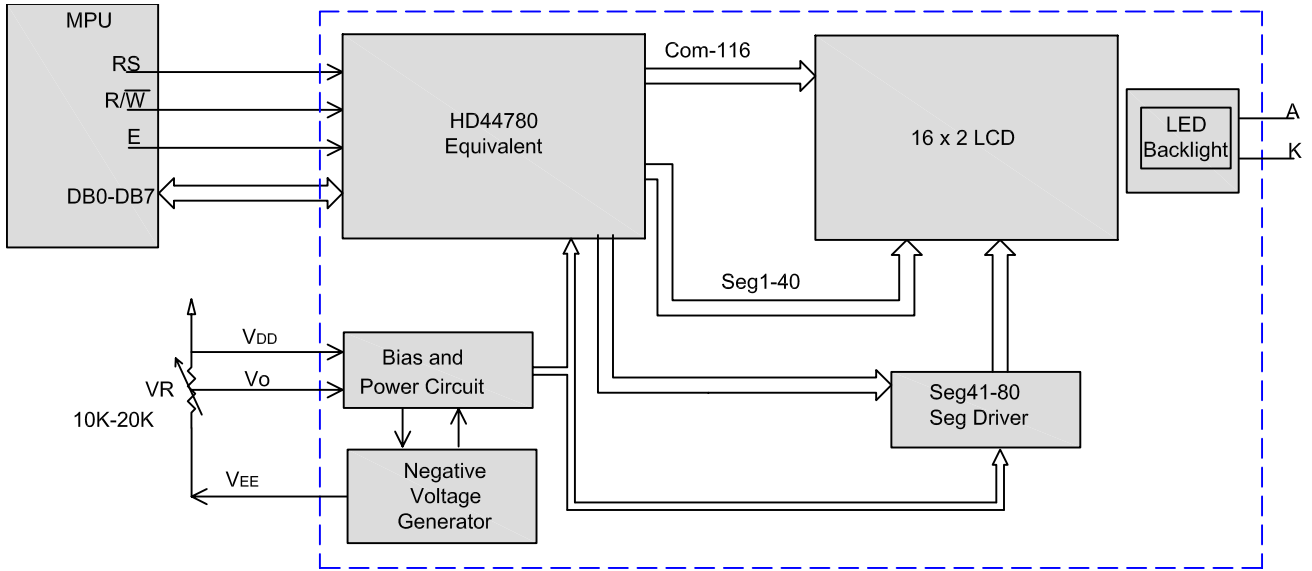 MPU
RS
R/W̅
E
DB0-DB7
HD44780
Equivalent
Com-116
16 x 2 LCD
LED
Backlight
A
K
Seg1-40
VDD
Vo
VR
10K-20K
VEE
Bias and
Power Circuit
Negative
Voltage
Generator
Seg41-80
Seg Driver